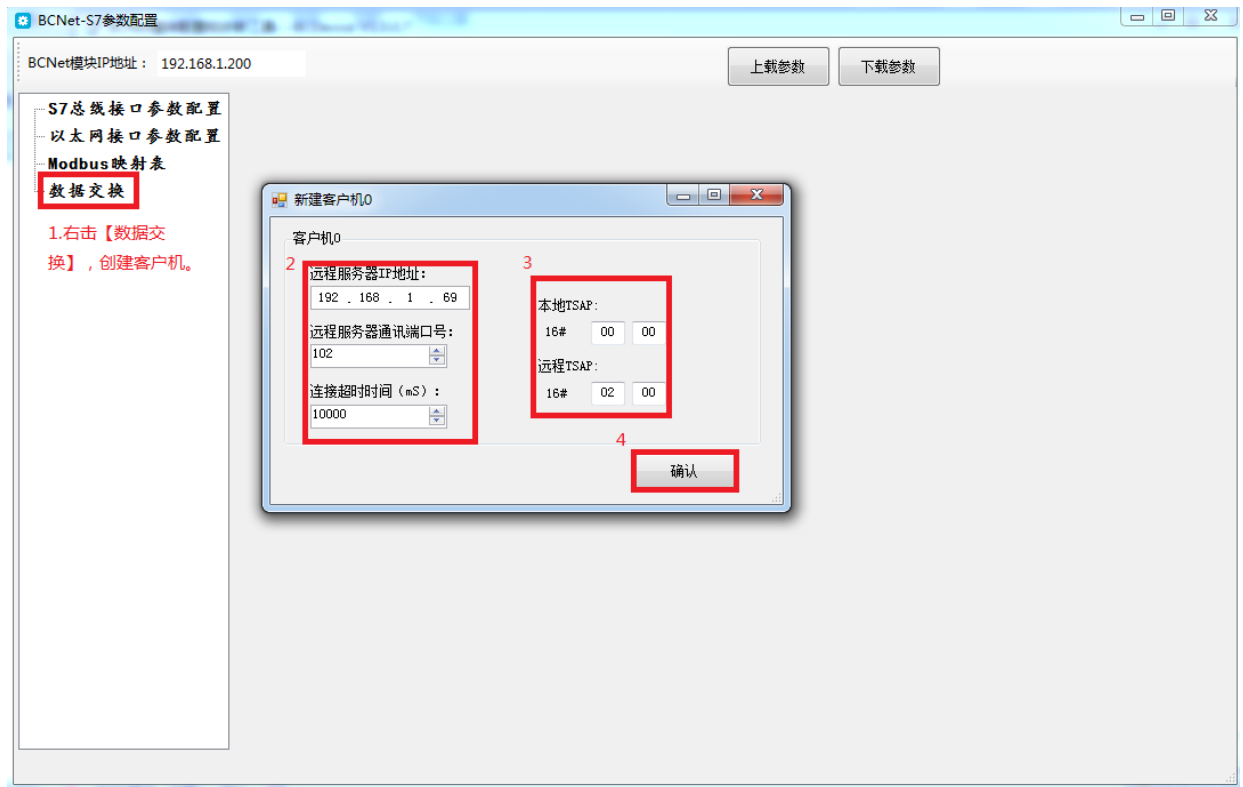 BCNet-S7参数配置
BCNet模块IP地址： 192.168.1.200
上载参数
下载参数
S7总线接口参数配置
以太网接口参数配置
Modbus映射表
数据交换
1.右击【数据交
换】，创建客户机。
新建客户机0
客户机0
2
远程服务器IP地址：
192 . 168 . 1 . 69
远程服务器通讯端口号：
102
连接超时时间（mS）：
10000
3
本地TSAP：
16# 00 00
远程TSAP：
16# 02 00
4
确认